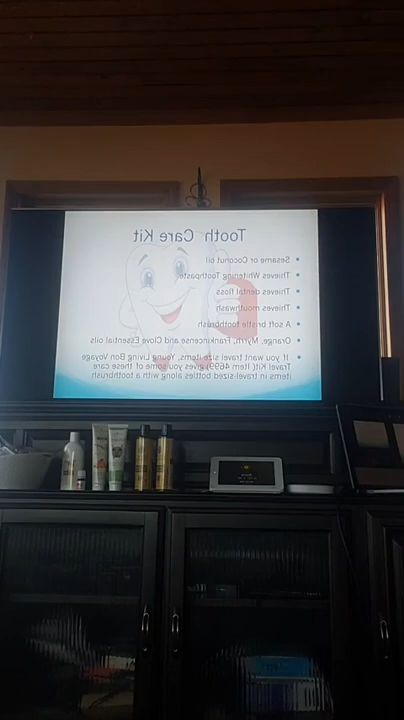 Tooth Care Kit
• Sesame or Coconut oil
• Thieves Whitening Toothpaste
• Thieves dental floss
• Thieves mouthwash
• A soft bristle toothbrush
• Orange, Myrrh, Frankincense and Clove Essential oils
• If you want travel size items, Young Living Bon Voyage
Travel Kit( Item 4699) gives you some of these care
items in travel-sized bottles along with a toothbrush